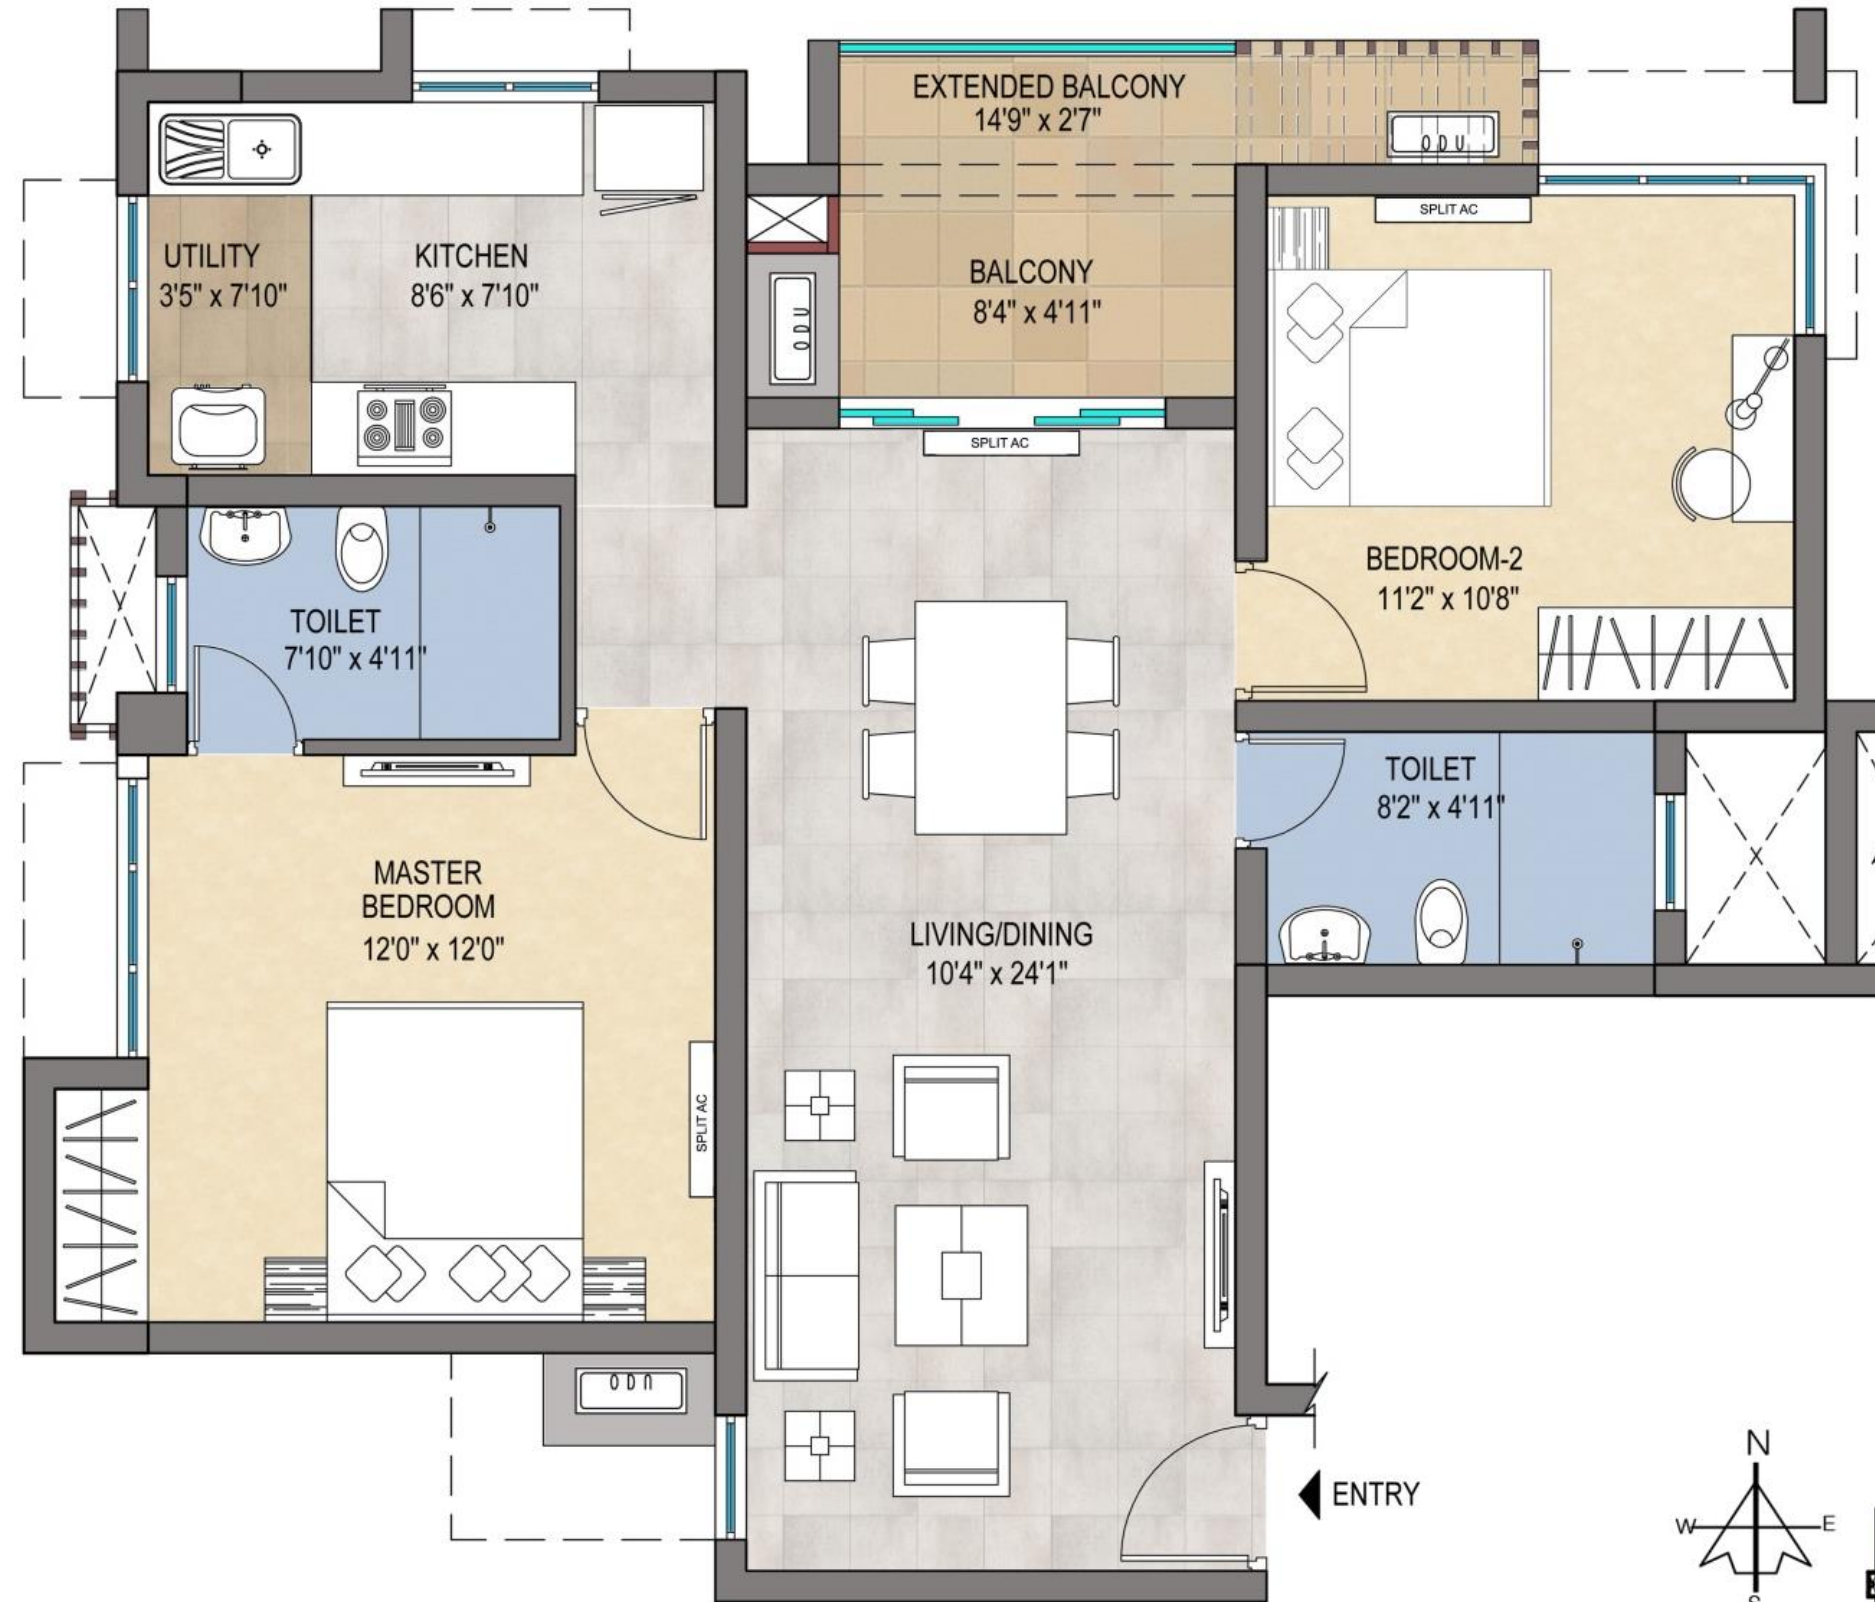 EXTENDED BALCONY
14'9" x 2'7"
ODU
SPLIT AC
UTILITY
3'5" x 7'10"
KITCHEN
8'6" x 7'10"
BALCONY
8'4" x 4'11"
ODU
SPLIT AC
BEDROOM-2
11'2" x 10'8"
TOILET
7'10" x 4'11"
TOILET
8'2" x 4'11"
MASTER
BEDROOM
12'0" x 12'0"
LIVING/DINING
10'4" x 24'1"
SPLIT AC
ODU
ENTRY
N
W
E
S